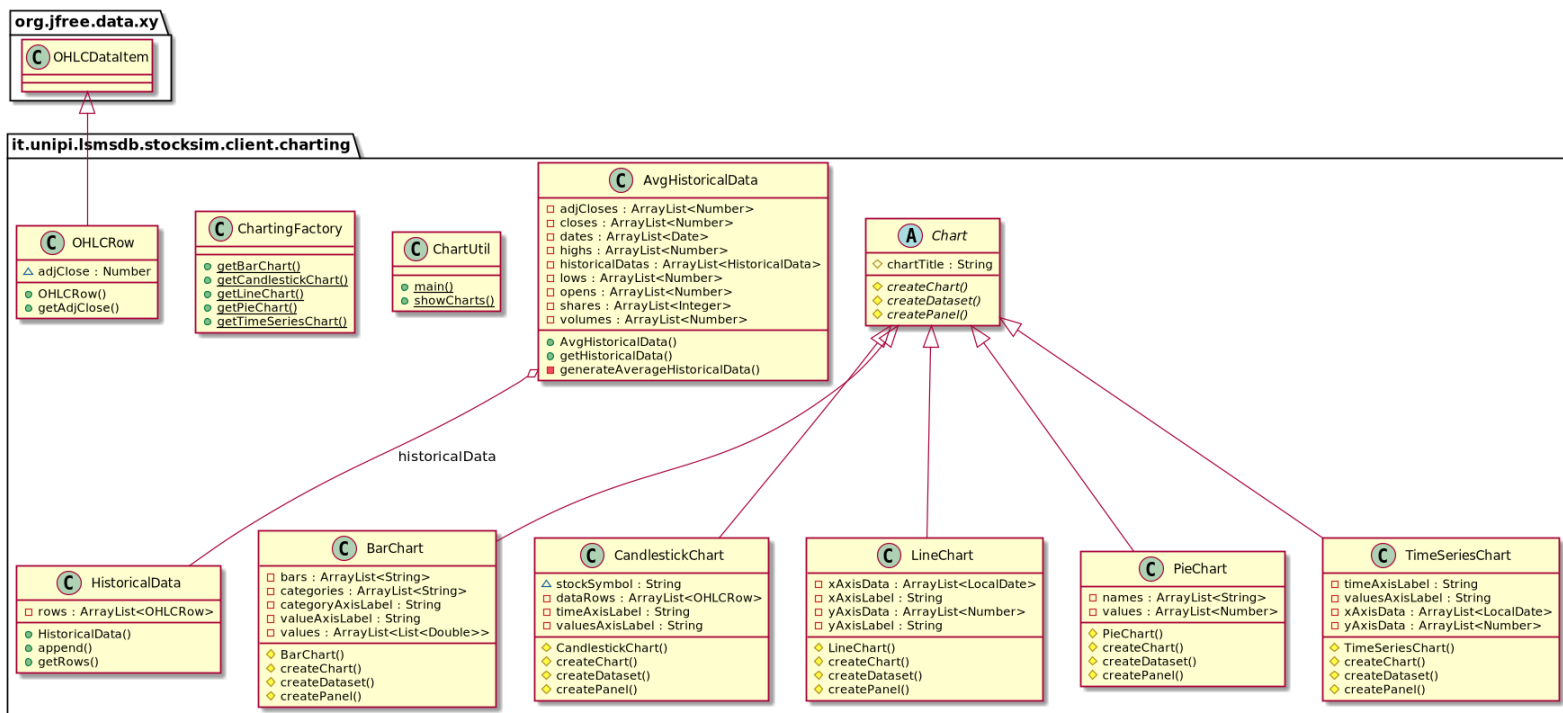 org.jfree.data.xy
C OHLCDataItem
it.unipi.lsmsdb.stocksim.client.charting
C OHLCRow
adjClose : Number
OHLCRow()
getAdjClose()
C ChartingFactory
getBarChart()
getCandlestickChart()
getLineChart()
getPieChart()
getTimeSeriesChart()
C ChartUtil
main()
showCharts()
C AvgHistoricalData
adjCloses : ArrayList<Number>
closes : ArrayList<Number>
dates : ArrayList<Date>
highs : ArrayList<Number>
historicalDatas : ArrayList<HistoricalData>
lows : ArrayList<Number>
opens : ArrayList<Number>
shares : ArrayList<Integer>
volumes : ArrayList<Number>
AvgHistoricalData()
getHistoricalData()
generateAverageHistoricalData()
A Chart
chartTitle : String
createChart()
createDataset()
createPanel()
historicalData
C HistoricalData
rows : ArrayList<OHLCRow>
HistoricalData()
append()
getRows()
C BarChart
bars : ArrayList<String>
categories : ArrayList<String>
categoryAxisLabel : String
valueAxisLabel : String
values : ArrayList<List<Double>>
BarChart()
createChart()
createDataset()
createPanel()
C CandlestickChart
stockSymbol : String
dataRows : ArrayList<OHLCRow>
timeAxisLabel : String
valuesAxisLabel : String
CandlestickChart()
createChart()
createDataset()
createPanel()
C LineChart
xAxisData : ArrayList<LocalDate>
xAxisLabel : String
yAxisData : ArrayList<Number>
yAxisLabel : String
LineChart()
createChart()
createDataset()
createPanel()
C PieChart
names : ArrayList<String>
values : ArrayList<Number>
PieChart()
createChart()
createDataset()
createPanel()
C TimeSeriesChart
timeAxisLabel : String
valuesAxisLabel : String
xAxisData : ArrayList<LocalDate>
yAxisData : ArrayList<Number>
TimeSeriesChart()
createChart()
createDataset()
createPanel()